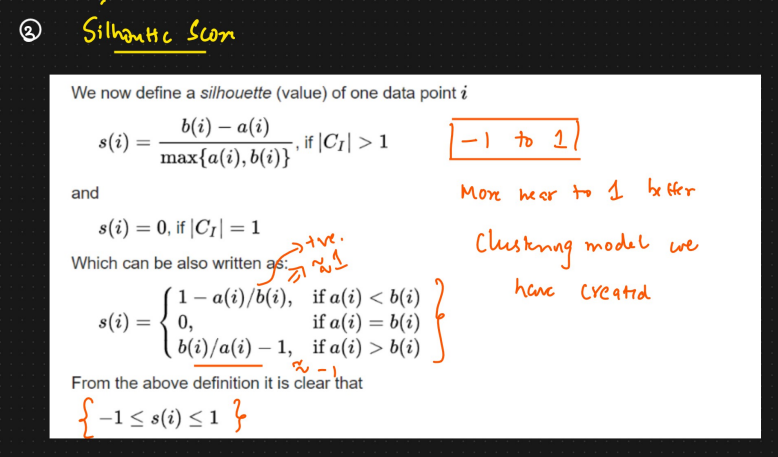 ② Silhoutte Score
We now define a silhouette (value) of one data point i
s(i) = b(i) − a(i) / max{a(i), b(i)} , if |C_I| > 1
−1 to 1
and
More near to 1 better
s(i) = 0, if |C_I| = 1
Clustering model we
have created
+ve.
Which can be also written as:
≈ 1
s(i) = { 1 − a(i)/b(i), if a(i) < b(i)
0, if a(i) = b(i)
b(i)/a(i) − 1, if a(i) > b(i) }
≈ −1
From the above definition it is clear that
{ −1 ≤ s(i) ≤ 1 }